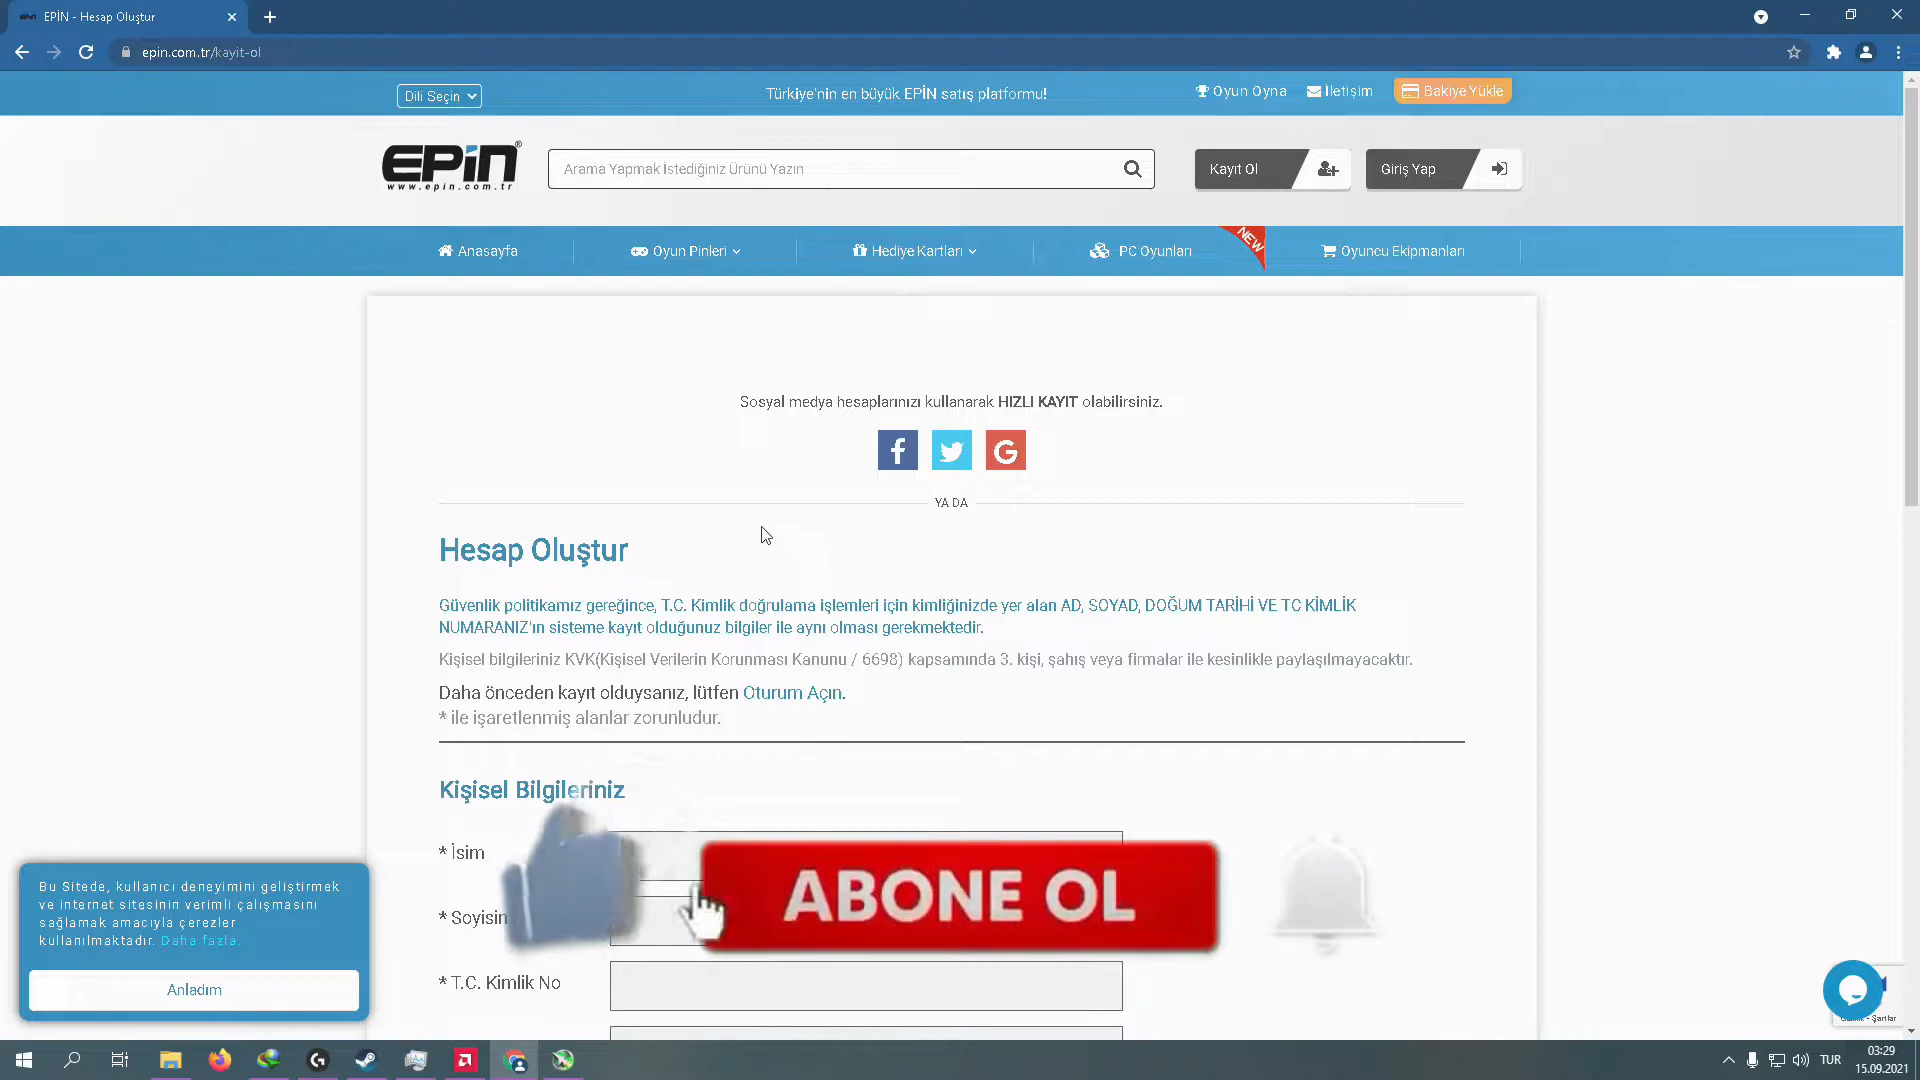 EPİN - Hesap Oluştur
epin.com.tr/kayit-ol
Dili Seçin
Türkiye'nin en büyük EPİN satış platformu!
Oyun Oyna
İletişim
Bakiye Yükle
EPiN®
www.epin.com.tr
Arama Yapmak İstediğiniz Ürünü Yazın
Kayıt Ol
Giriş Yap
Anasayfa
Oyun Pinleri
Hediye Kartları
PC Oyunları
NEW
Oyuncu Ekipmanları
Sosyal medya hesaplarınızı kullanarak HIZLI KAYIT olabilirsiniz.
YA DA
Hesap Oluştur
Güvenlik politikamız gereğince, T.C. Kimlik doğrulama işlemleri için kimliğinizde yer alan AD, SOYAD, DOĞUM TARİHİ VE TC KİMLİK
NUMARANIZ'ın sisteme kayıt olduğunuz bilgiler ile aynı olması gerekmektedir.
Kişisel bilgileriniz KVK(Kişisel Verilerin Korunması Kanunu / 6698) kapsamında 3. kişi, şahıs veya firmalar ile kesinlikle paylaşılmayacaktır.
Daha önceden kayıt olduysanız, lütfen Oturum Açın.
* ile işaretlenmiş alanlar zorunludur.
Kişisel Bilgileriniz
* İsim
* Soyisin
* T.C. Kimlik No
ABONE OL
Bu Sitede, kullanıcı deneyimini geliştirmek
ve internet sitesinin verimli çalışmasını
sağlamak amacıyla çerezler
kullanılmaktadır. Daha fazla.
Anladım
Şartlar
TUR
03:29
15.09.2021